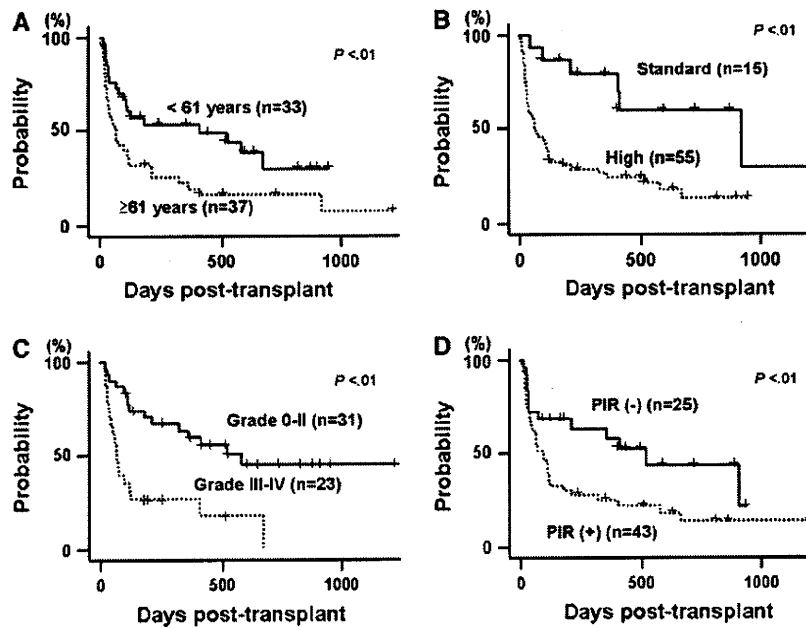 A
(%)
100
P <.01
< 61 years (n=33)
50
≥61 years (n=37)
0
Probability
0 500 1000
Days post-transplant
B
(%)
100
P <.01
Standard (n=15)
50
High (n=55)
0
Probability
0 500 1000
Days post-transplant
C
(%)
100
P <.01
Grade 0-II (n=31)
50
Grade III-IV (n=23)
0
Probability
0 500 1000
Days post-transplant
D
(%)
100
P <.01
PIR (-) (n=25)
50
PIR (+) (n=43)
0
Probability
0 500 1000
Days post-transplant